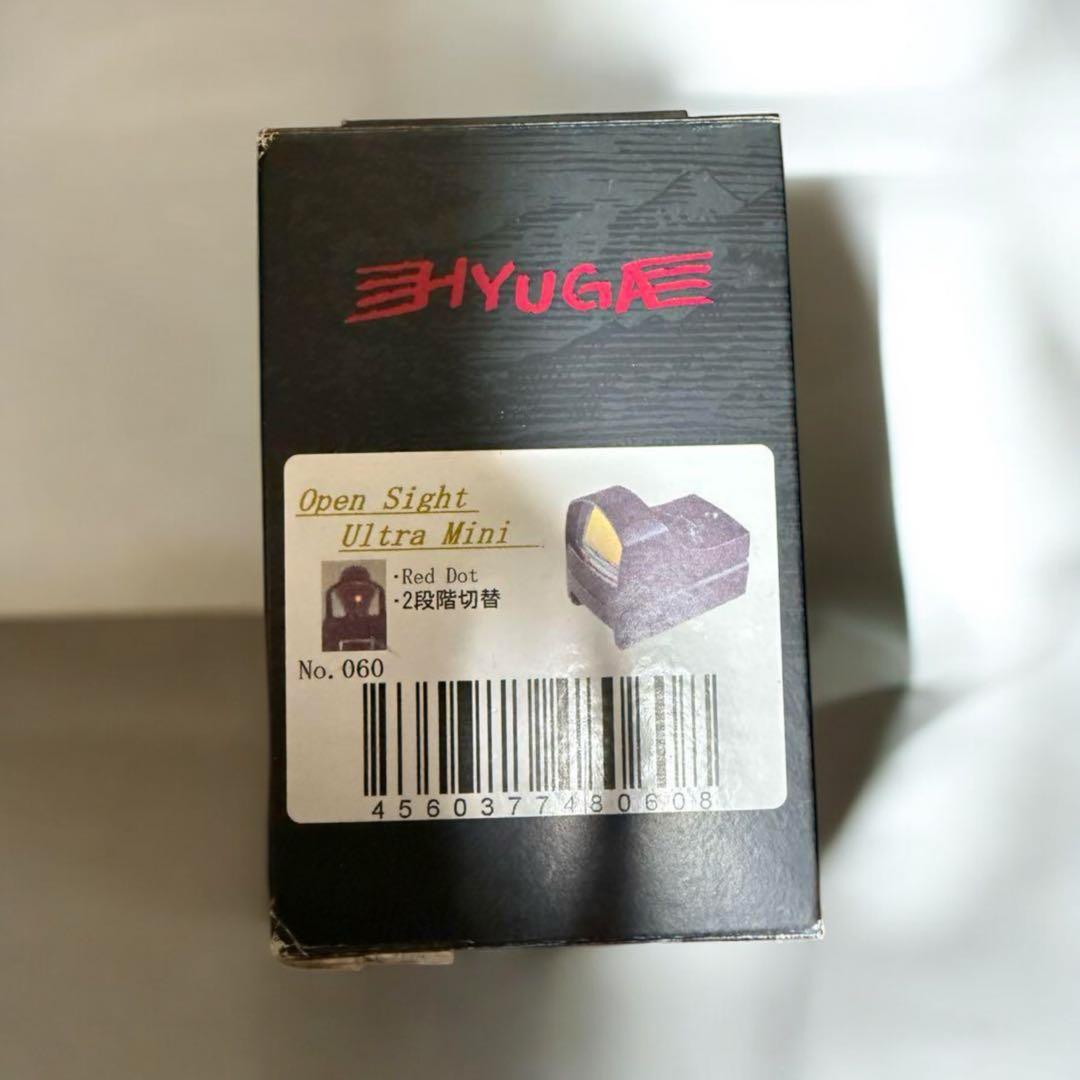 HYUGA
Open Sight
Ultra Mini
・Red Dot
・2段階切替
No. 060
4560377480608